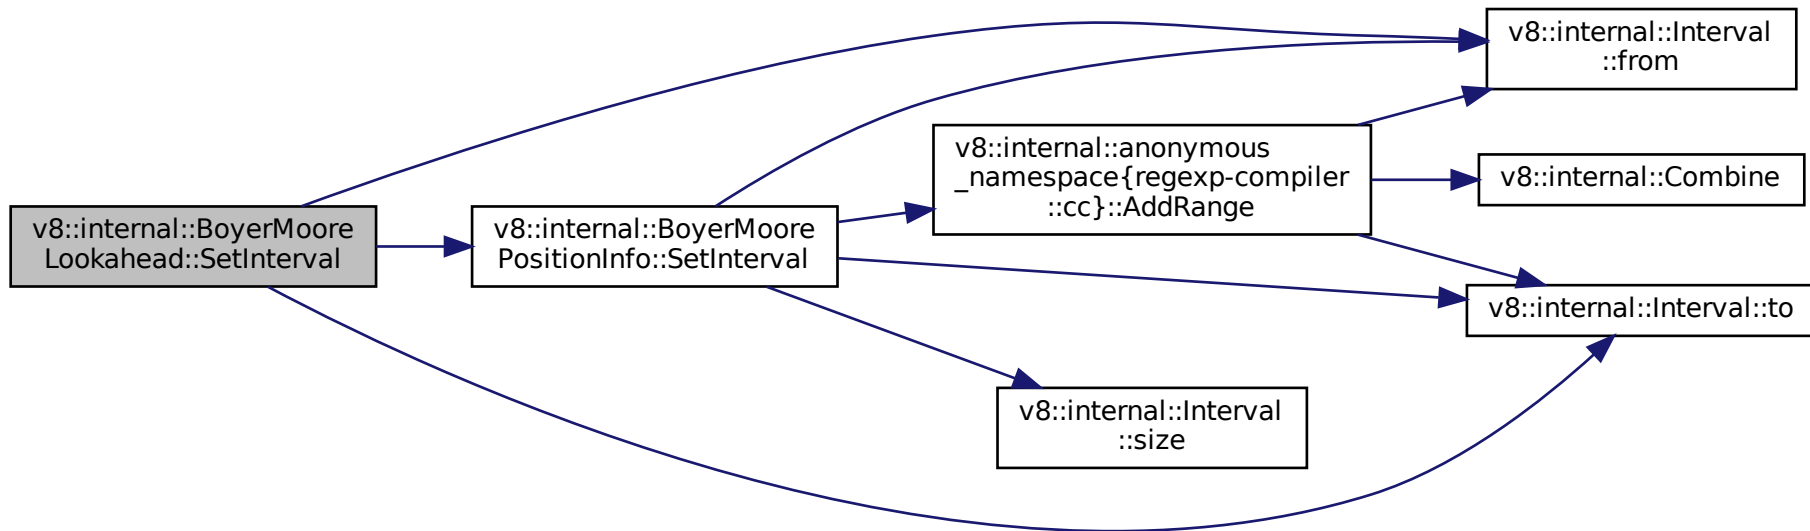 v8::internal::BoyerMoore
Lookahead::SetInterval
v8::internal::BoyerMoore
PositionInfo::SetInterval
v8::internal::anonymous
_namespace{regexp-compiler
::cc}::AddRange
v8::internal::Interval
::from
v8::internal::Combine
v8::internal::Interval::to
v8::internal::Interval
::size